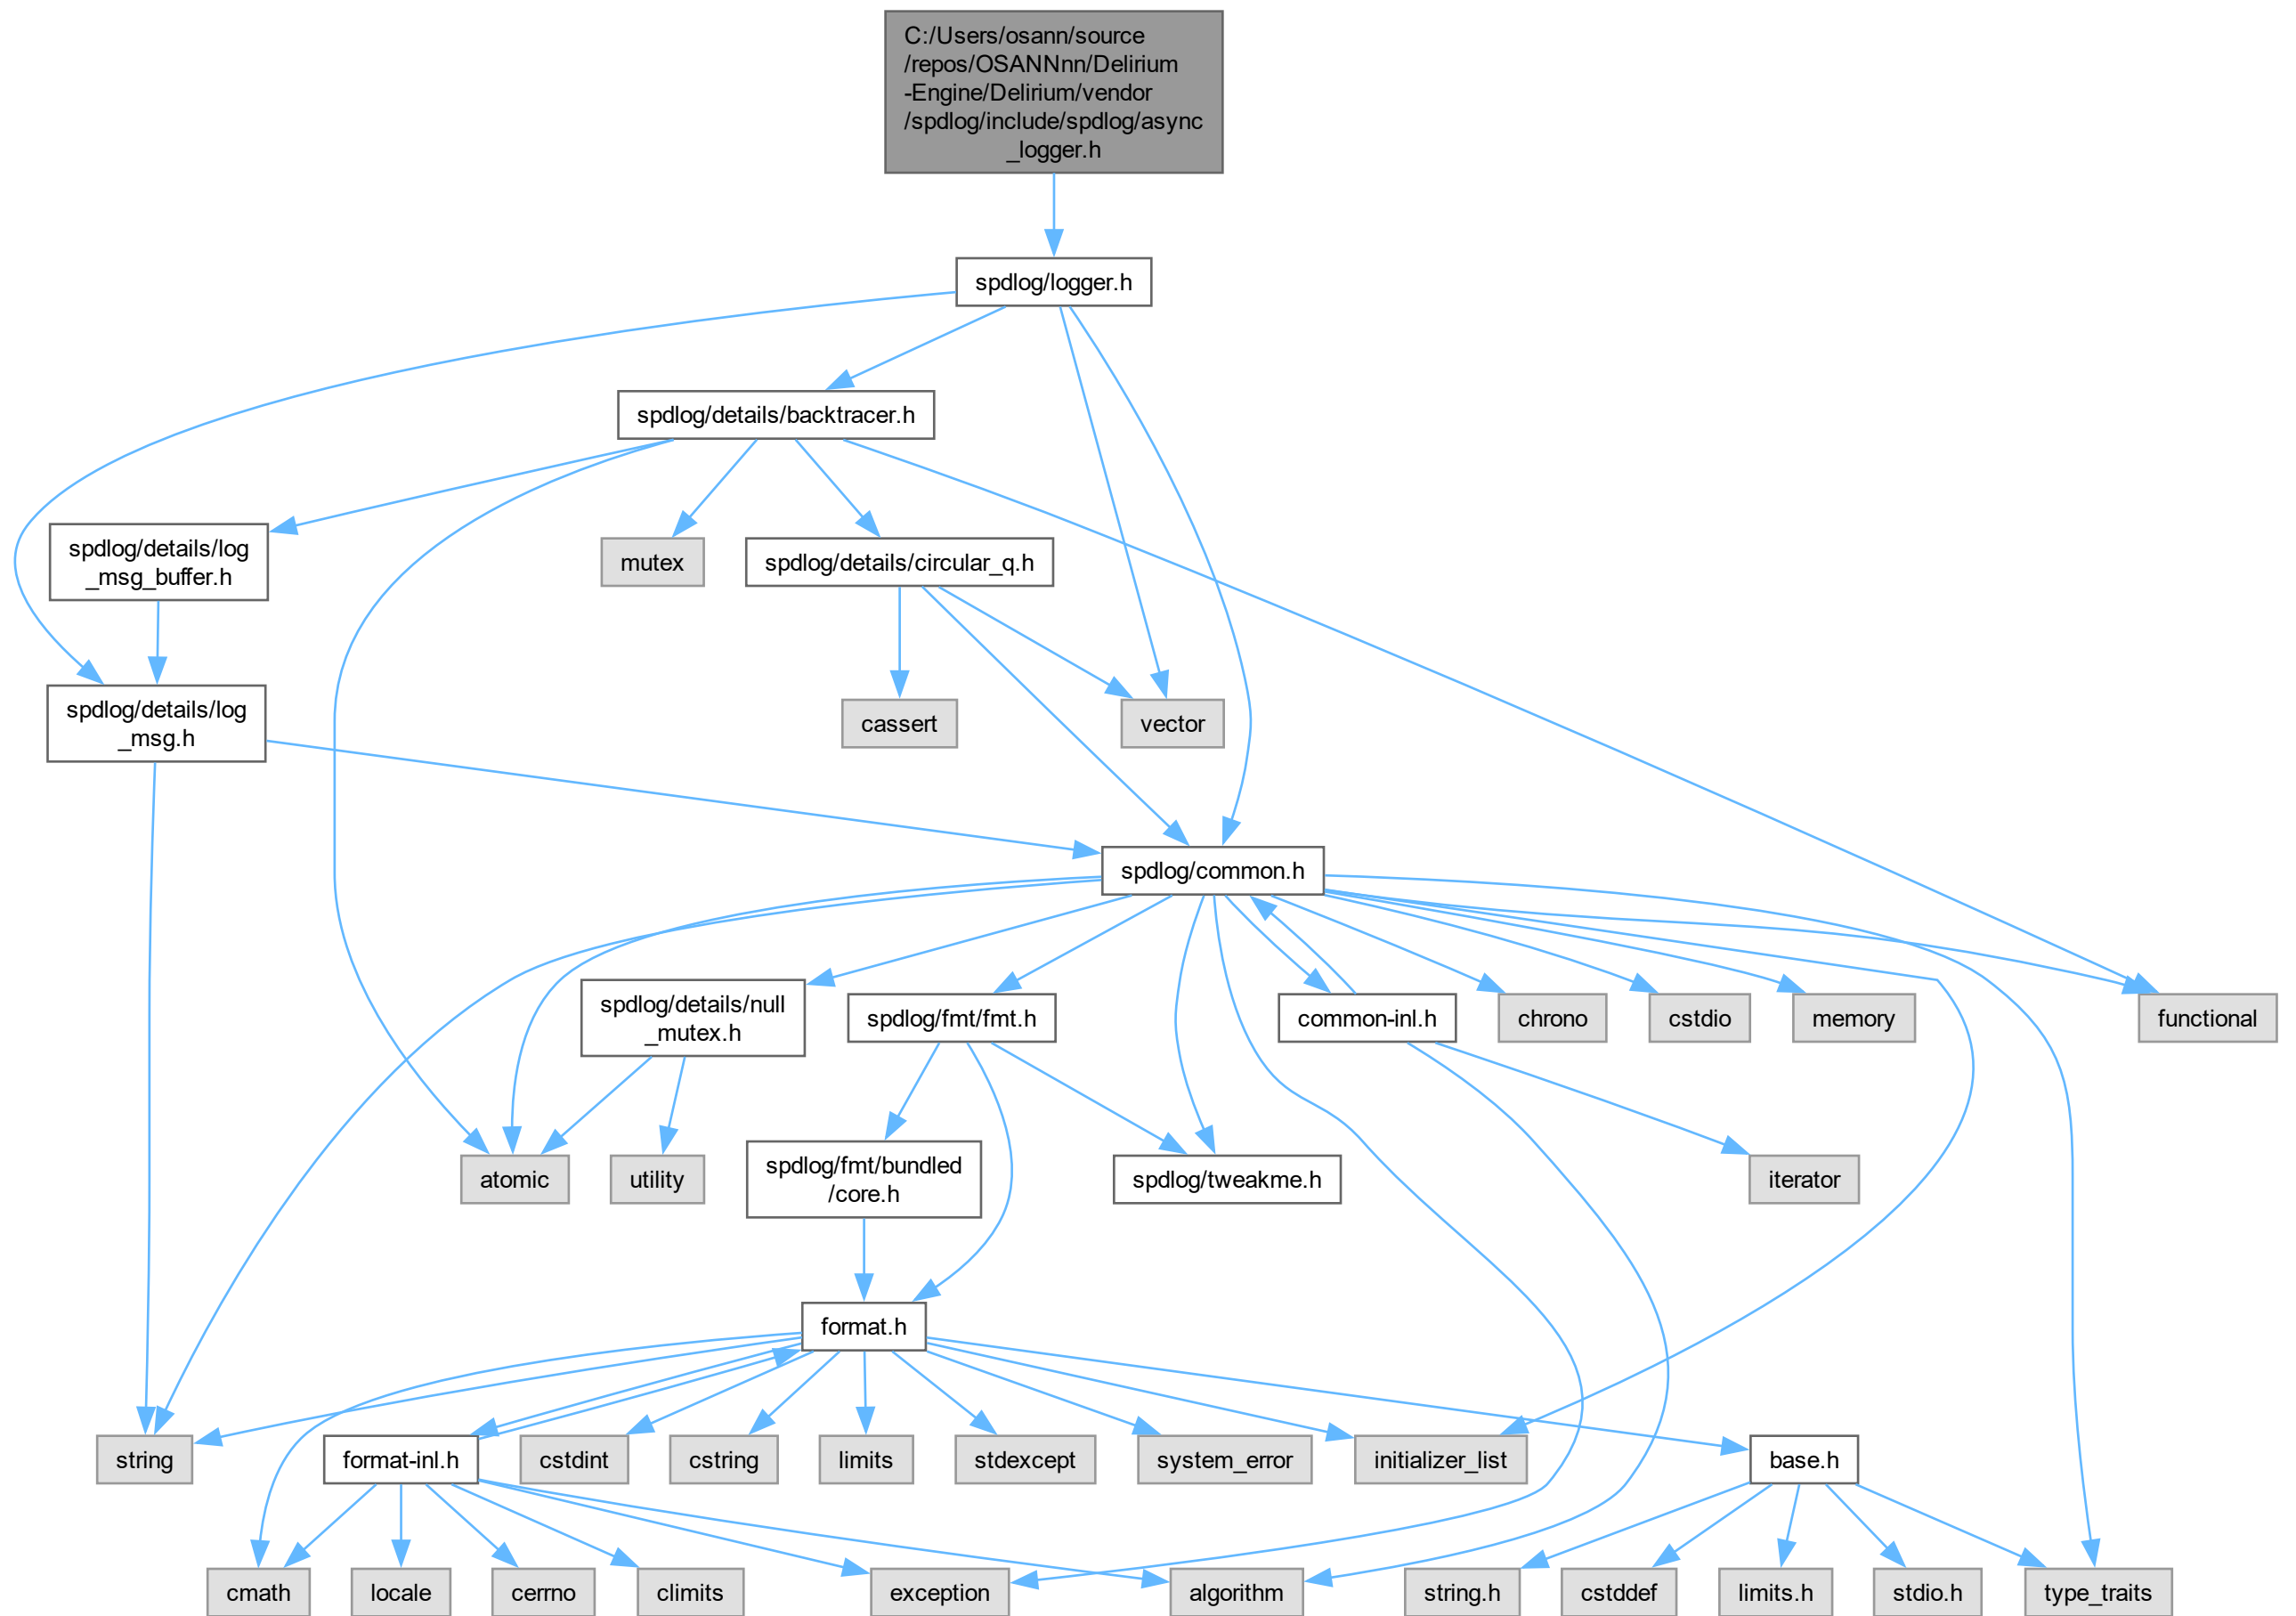 C:/Users/osann/source
/repos/OSANNnn/Delirium
-Engine/Delirium/vendor
/spdlog/include/spdlog/async
_logger.h
spdlog/logger.h
spdlog/details/backtracer.h
spdlog/details/log
_msg_buffer.h
mutex
spdlog/details/circular_q.h
spdlog/details/log
_msg.h
cassert
vector
spdlog/common.h
spdlog/details/null
_mutex.h
spdlog/fmt/fmt.h
common-inl.h
chrono
cstdio
memory
functional
atomic
utility
spdlog/fmt/bundled
/core.h
spdlog/tweakme.h
iterator
format.h
string
format-inl.h
cstdint
cstring
limits
stdexcept
system_error
initializer_list
base.h
cmath
locale
cerrno
climits
exception
algorithm
string.h
cstddef
limits.h
stdio.h
type_traits